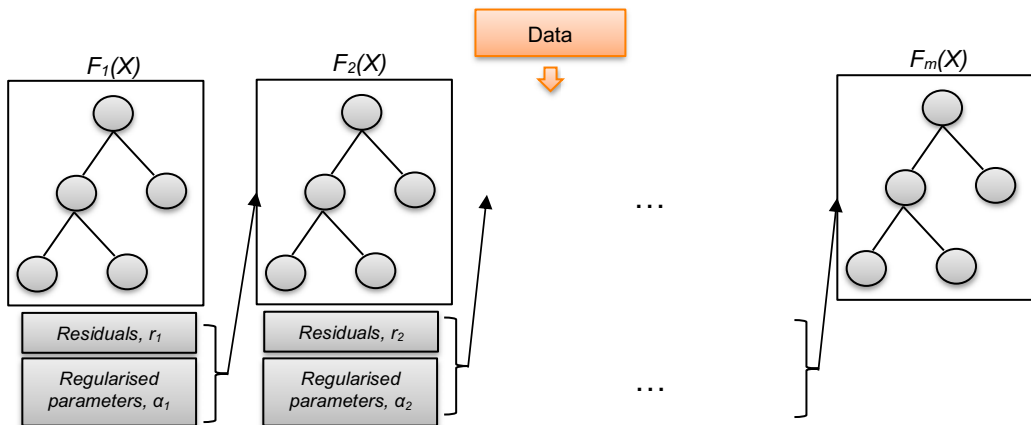 Data
F₁(X)
F₂(X)
Fₘ(X)
...
Residuals, r₁
Residuals, r₂
Regularised
parameters, α₁
Regularised
parameters, α₂
...